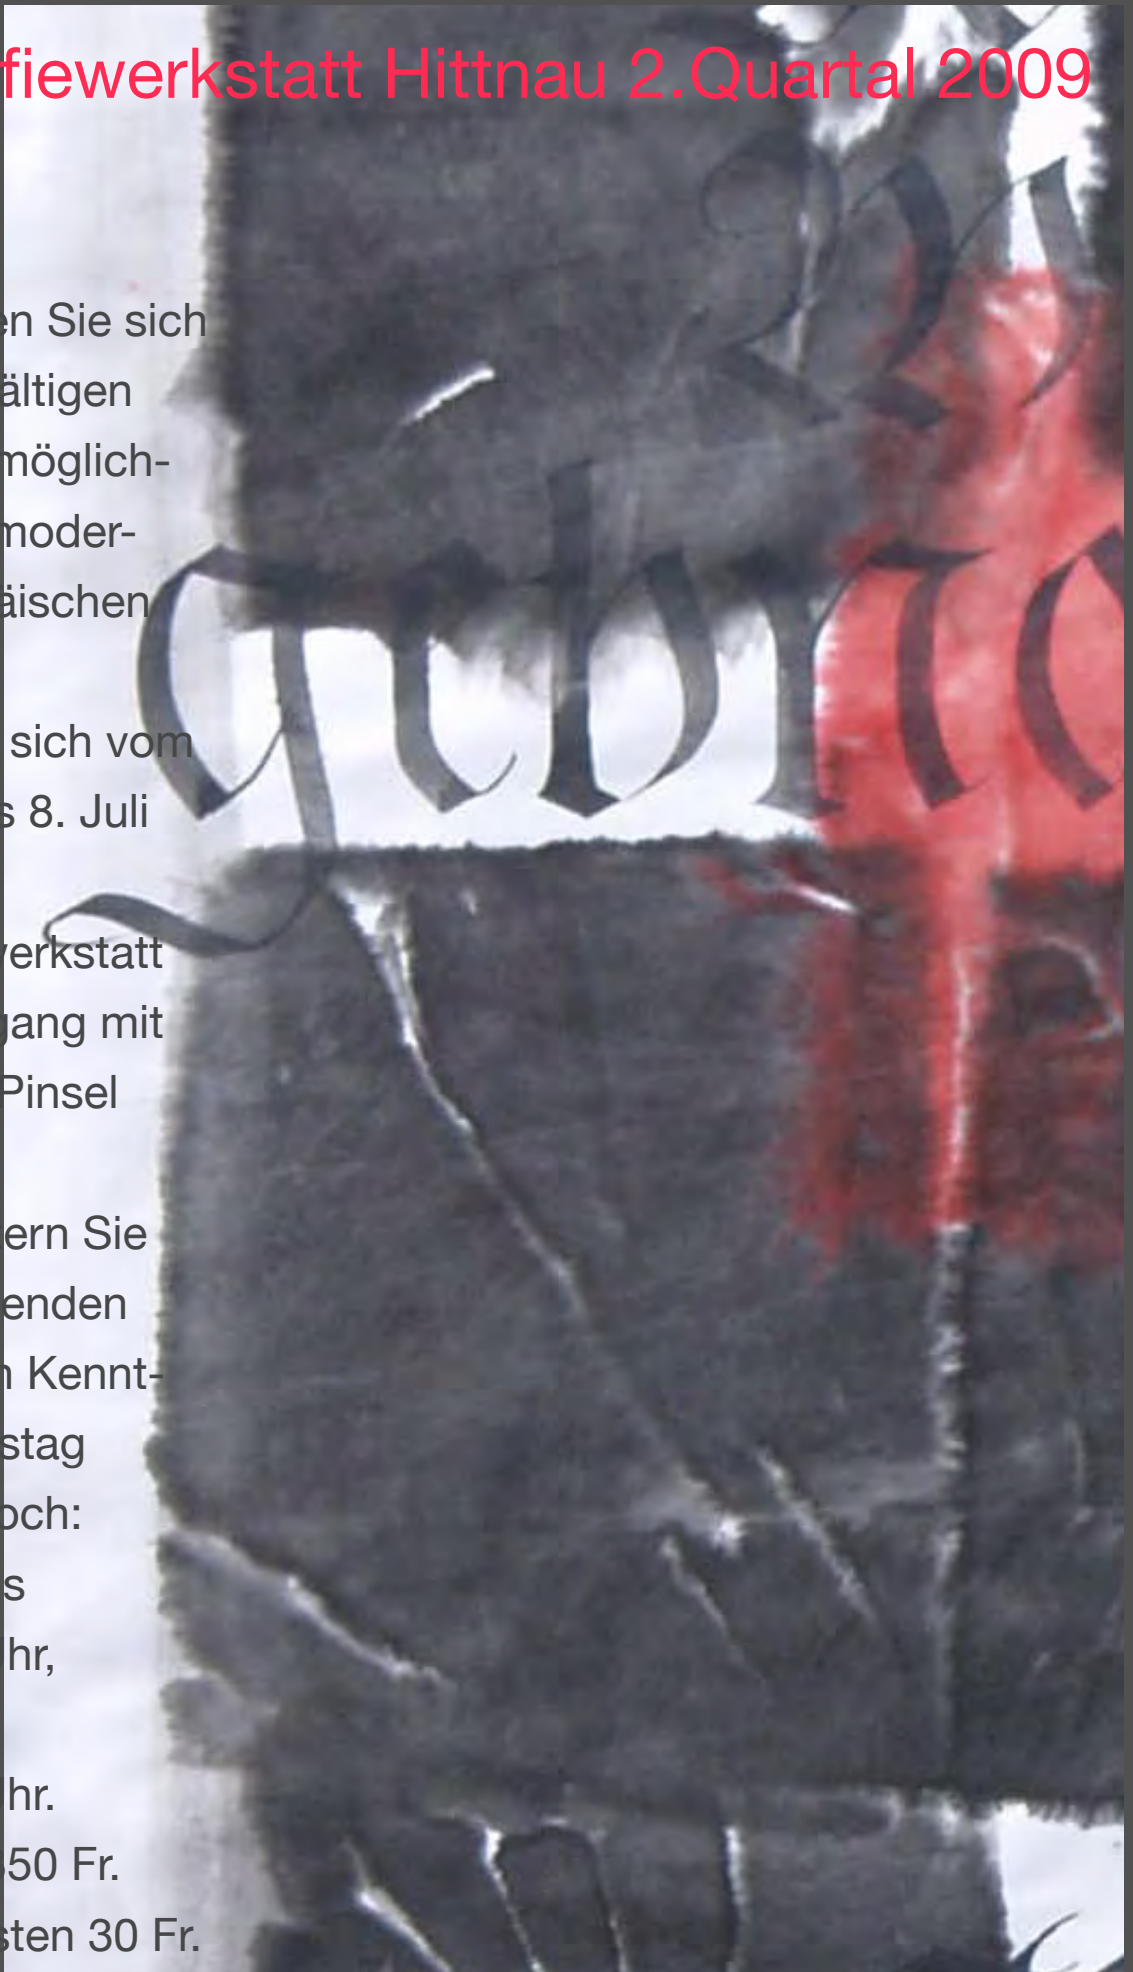 fiewerkstatt Hittnau 2.Quartal 2009
en Sie sich
ältigen
möglich-
moder-
äischen
sich vom
s 8. Juli
verkstatt
gang mit
Pinsel
ern Sie
enden
n Kennt-
stag
och:
s
hr,
hr.
50 Fr.
sten 30 Fr.